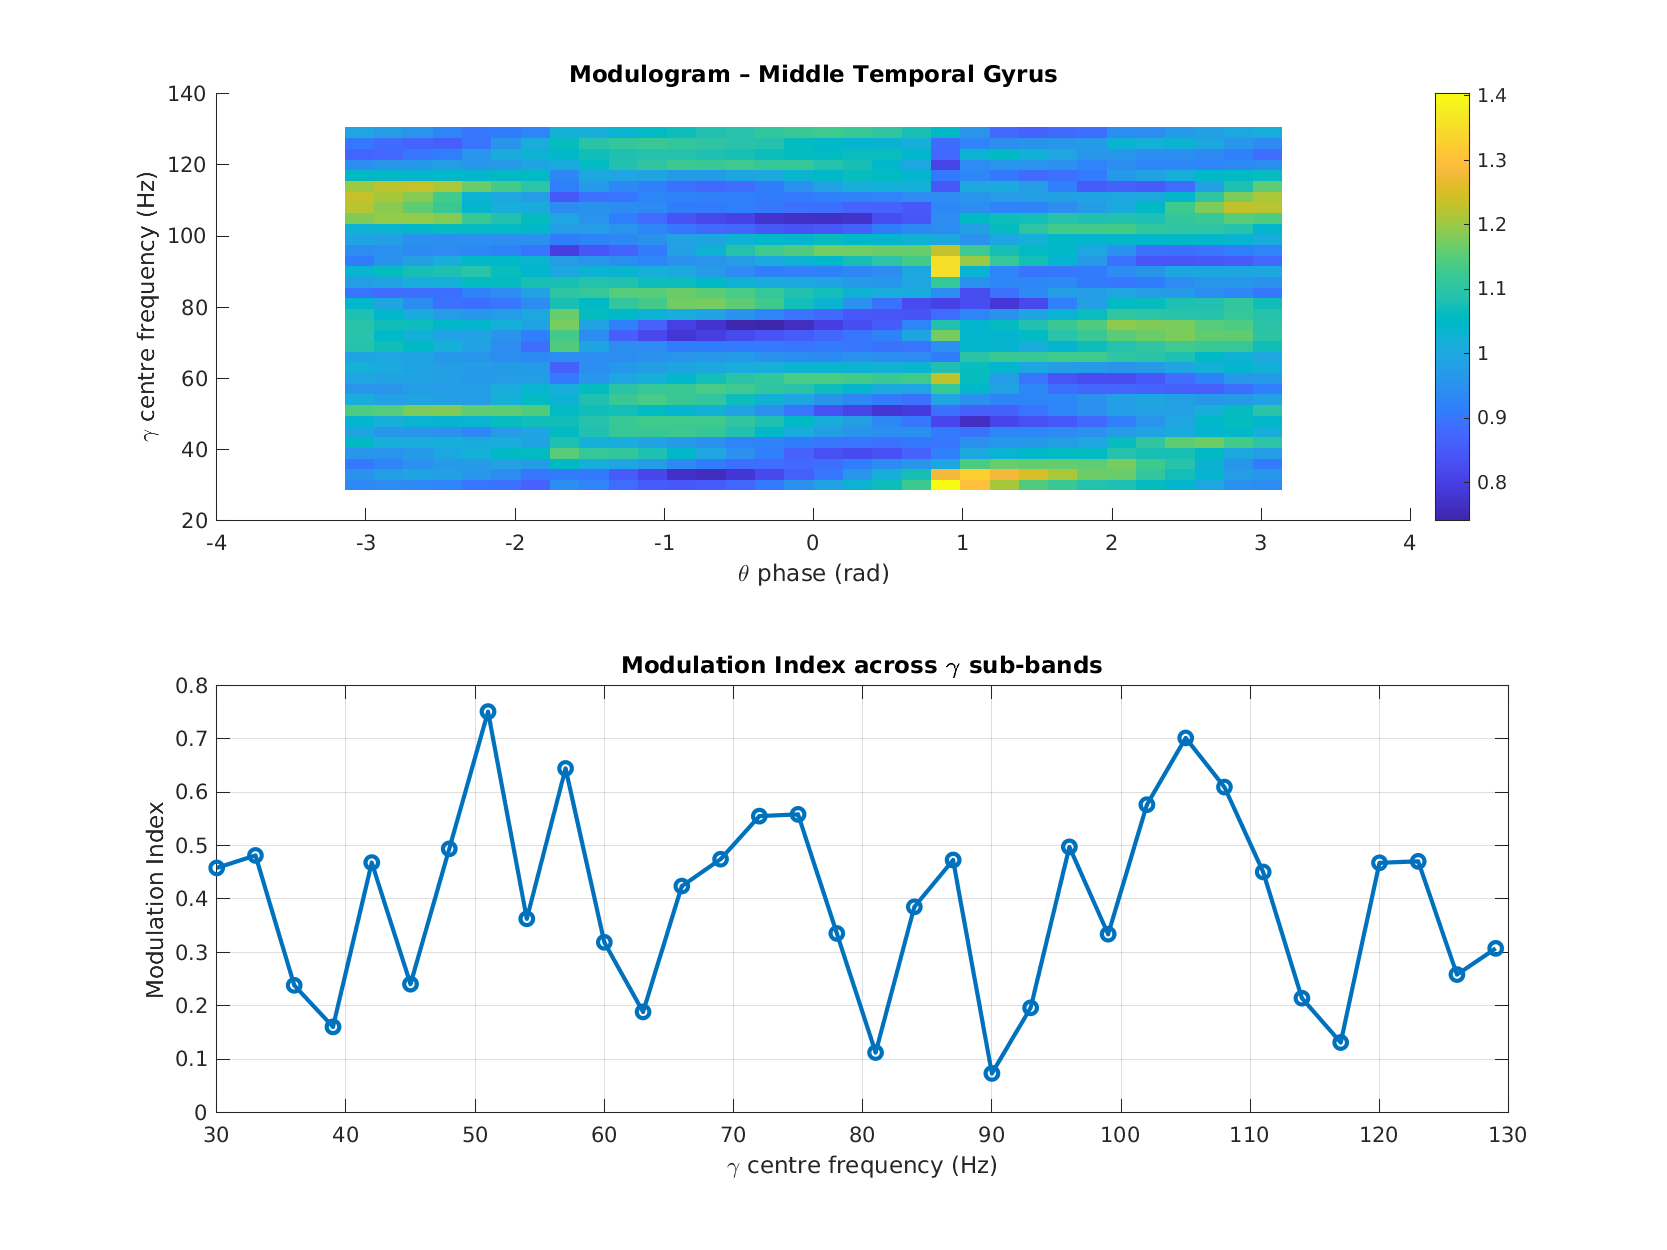 Modulogram – Middle Temporal Gyrus
γ centre frequency (Hz)
140
120
100
80
60
40
20
-4 -3 -2 -1 0 1 2 3 4
θ phase (rad)
1.4
1.3
1.2
1.1
1
0.9
0.8
Modulation Index across γ sub-bands
Modulation Index
0.8
0.7
0.6
0.5
0.4
0.3
0.2
0.1
0
30 40 50 60 70 80 90 100 110 120 130
γ centre frequency (Hz)